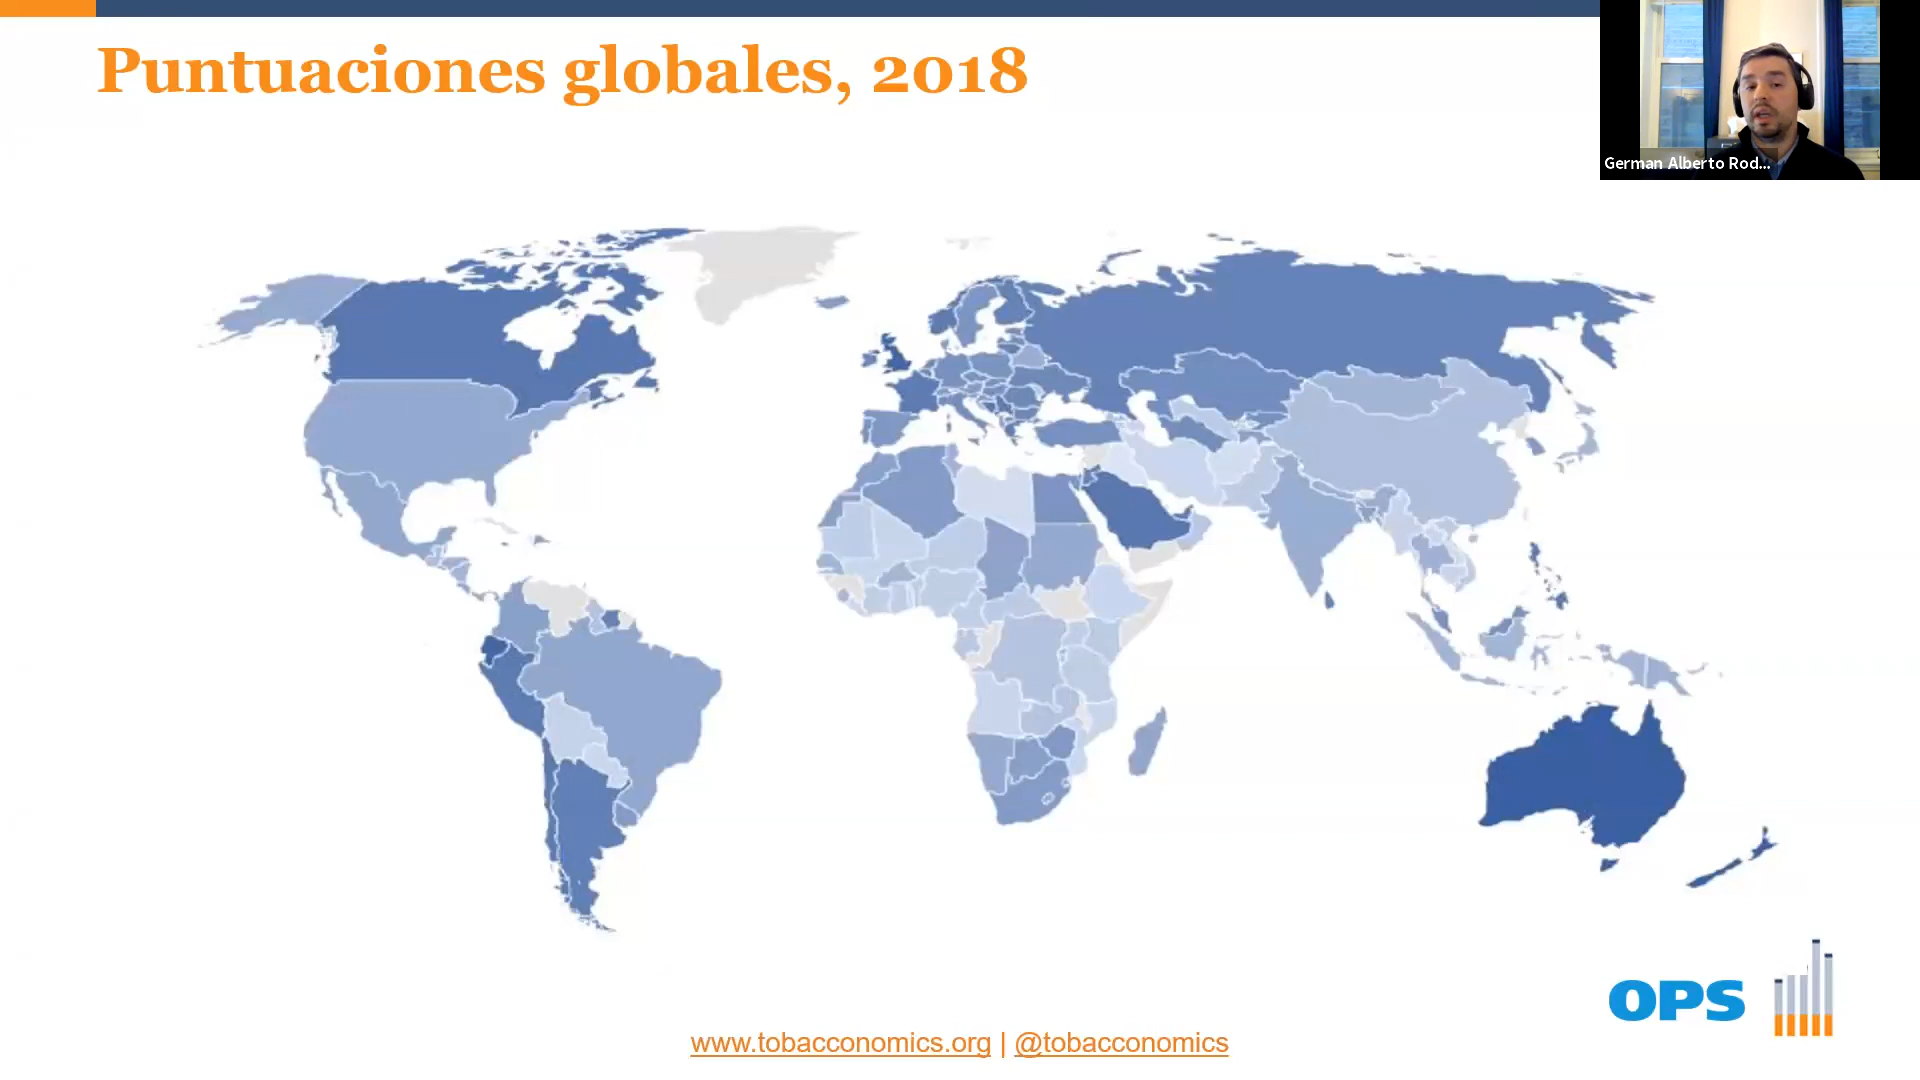 Puntuaciones globales, 2018
German Alberto Rod...
OPS
www.tobacconomics.org | @tobacconomics